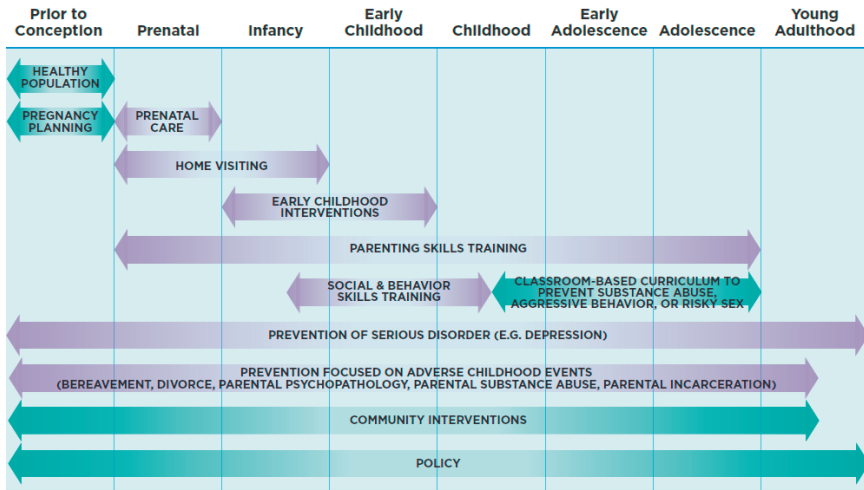 Prior to Conception
Prenatal
Infancy
Early Childhood
Childhood
Early Adolescence
Adolescence
Young Adulthood
HEALTHY
POPULATION
PREGNANCY
PLANNING
PRENATAL
CARE
HOME VISITING
EARLY CHILDHOOD
INTERVENTIONS
PARENTING SKILLS TRAINING
SOCIAL & BEHAVIOR
SKILLS TRAINING
CLASSROOM-BASED CURRICULUM TO
PREVENT SUBSTANCE ABUSE,
AGGRESSIVE BEHAVIOR, OR RISKY SEX
PREVENTION OF SERIOUS DISORDER (E.G. DEPRESSION)
PREVENTION FOCUSED ON ADVERSE CHILDHOOD EVENTS
(BEREAVEMENT, DIVORCE, PARENTAL PSYCHOPATHOLOGY, PARENTAL SUBSTANCE ABUSE, PARENTAL INCARCERATION)
COMMUNITY INTERVENTIONS
POLICY